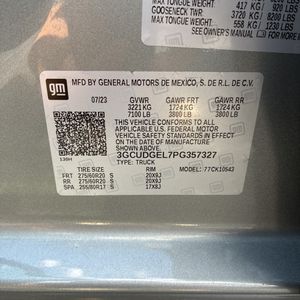 MAX TONGUE WEIGHT 417 KG / 920 LBS
GOOSENECK TWR: 3720 KG / 8200 LBS
MAX TONGUE WEIGHT: 558 KG / 1230 LBS
SEE OWNER'S MANUAL
gm
MFD BY GENERAL MOTORS DE MEXICO, S. DE R.L. DE C.V.
07/23 GVWR GAWR FRT GAWR RR
3221 KG 1724 KG 1724 KG
7100 LB 3800 LB 3800 LB
THIS VEHICLE CONFORMS TO ALL
APPLICABLE U.S. FEDERAL MOTOR
VEHICLE SAFETY STANDARDS IN
EFFECT ON THE DATE OF
MANUFACTURE SHOWN ABOVE.
3GCUDGEL7PG357327
TYPE: TRUCK MODEL: 77CK10543
TIRE SIZE RIM
FRT 275/60R20 S 20X9J
RR 275/60R20 S 20X9J
SPA 255/80R17 S 17X8J